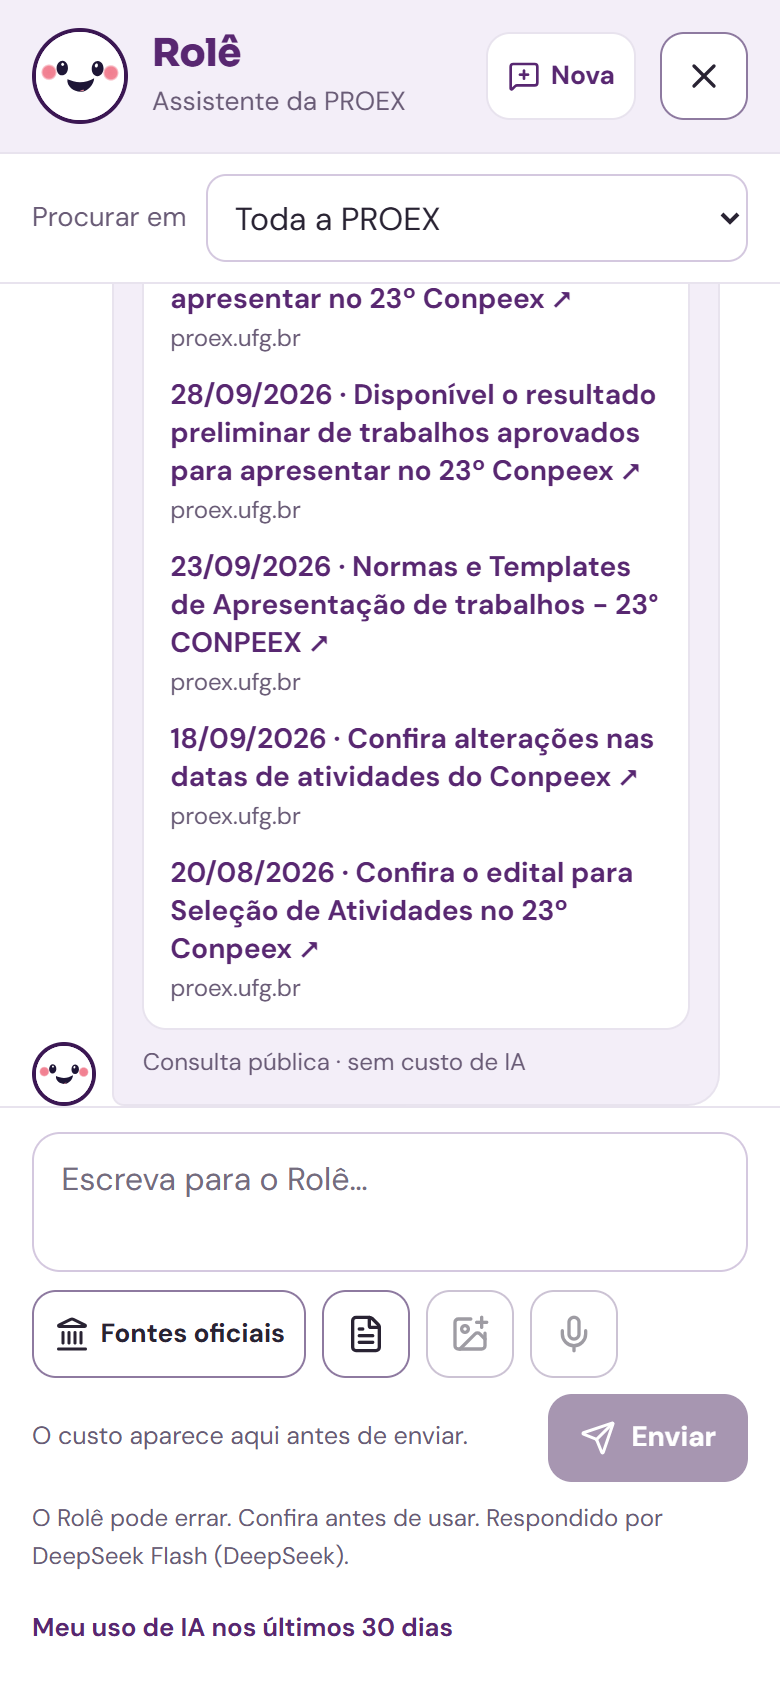 Rolê
Assistente da PROEX
Nova
Procurar em
Toda a PROEX
apresentar no 23º Conpeex ↗
proex.ufg.br
28/09/2026 · Disponível o resultado
preliminar de trabalhos aprovados
para apresentar no 23º Conpeex ↗
proex.ufg.br
23/09/2026 · Normas e Templates
de Apresentação de trabalhos – 23°
CONPEEX ↗
proex.ufg.br
18/09/2026 · Confira alterações nas
datas de atividades do Conpeex ↗
proex.ufg.br
20/08/2026 · Confira o edital para
Seleção de Atividades no 23º
Conpeex ↗
proex.ufg.br
Consulta pública · sem custo de IA
Escreva para o Rolê...
Fontes oficiais
O custo aparece aqui antes de enviar.
Enviar
O Rolê pode errar. Confira antes de usar. Respondido por
DeepSeek Flash (DeepSeek).
Meu uso de IA nos últimos 30 dias